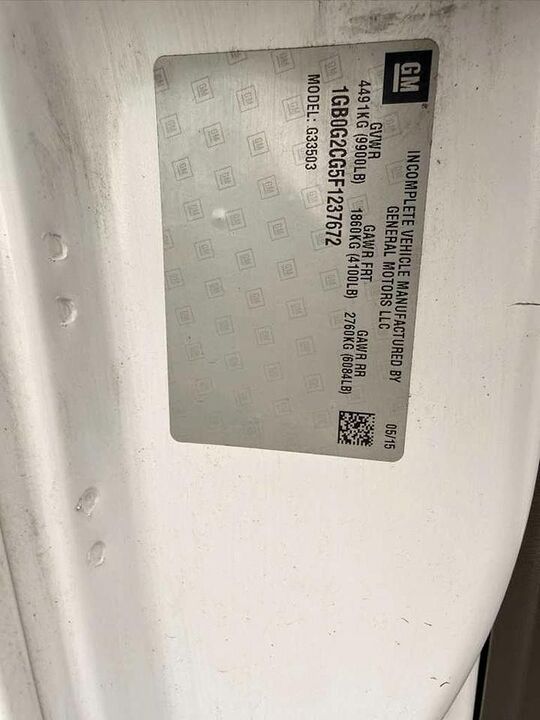 GM
INCOMPLETE VEHICLE MANUFACTURED BY
GENERAL MOTORS LLC
05/15
GVWR GAWR FRT GAWR RR
4491KG (9900LB) 1860KG (4100LB) 2760KG (6084LB)
1GB0G2CG5F1237672
MODEL: G33503